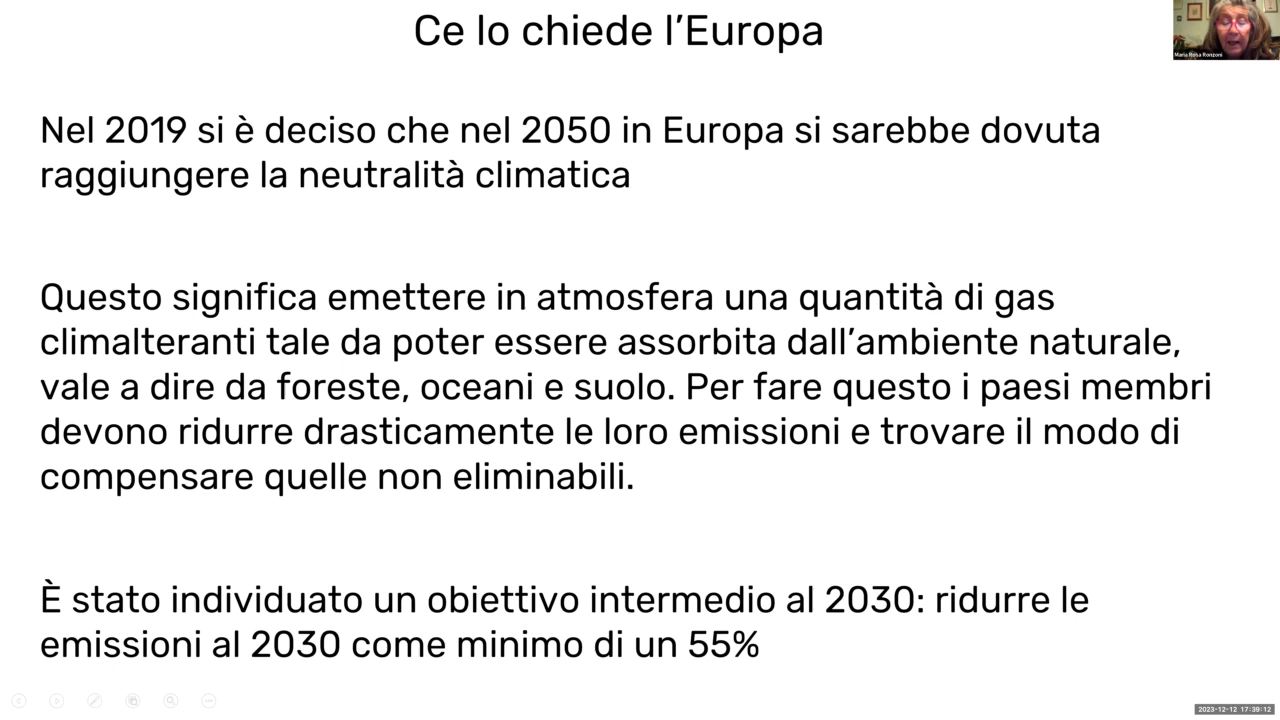 Ce lo chiede l’Europa
Maria Rosa Ronzoni
Nel 2019 si è deciso che nel 2050 in Europa si sarebbe dovuta
raggiungere la neutralità climatica
Questo significa emettere in atmosfera una quantità di gas
climalteranti tale da poter essere assorbita dall’ambiente naturale,
vale a dire da foreste, oceani e suolo. Per fare questo i paesi membri
devono ridurre drasticamente le loro emissioni e trovare il modo di
compensare quelle non eliminabili.
È stato individuato un obiettivo intermedio al 2030: ridurre le
emissioni al 2030 come minimo di un 55%
2023-12-12 17:39:12